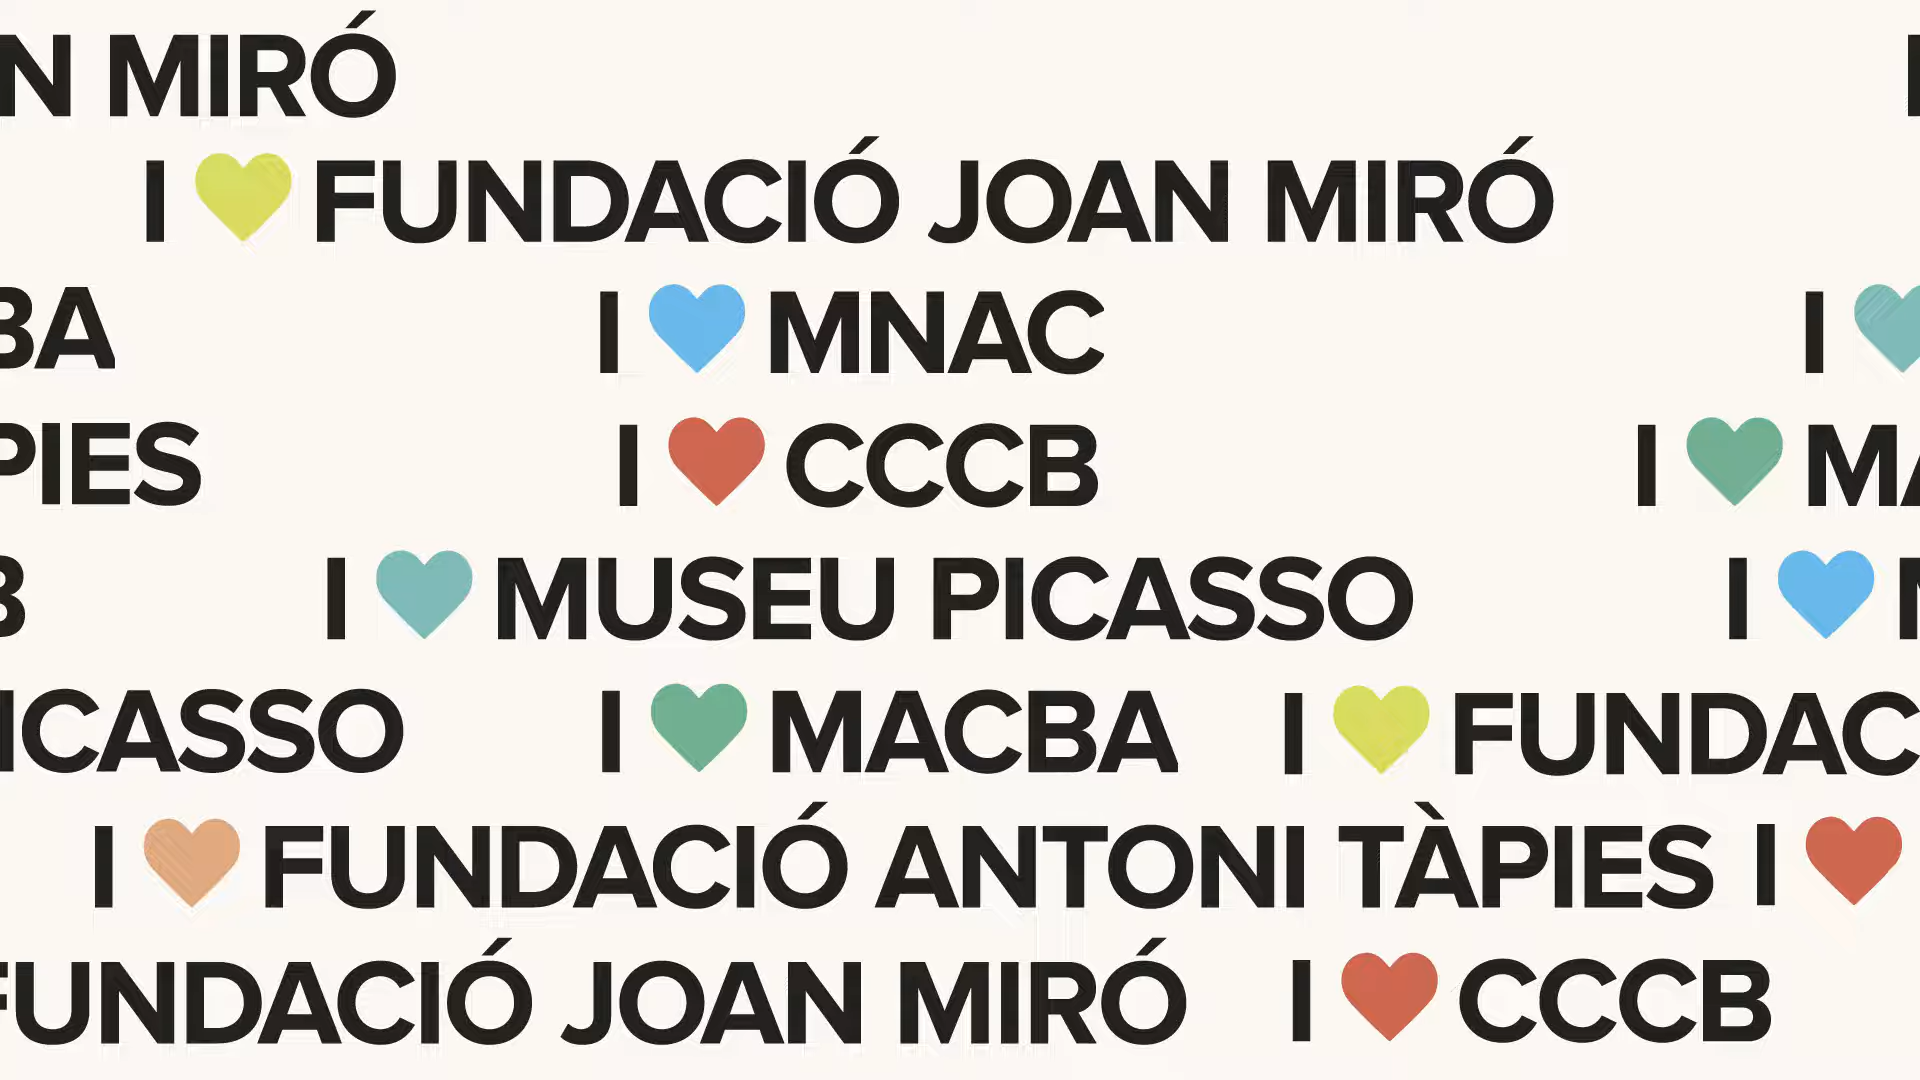 N MIRÓ I
I FUNDACIÓ JOAN MIRÓ
BA I MNAC I
PIES I CCCB I MA
B I MUSEU PICASSO I
ICASSO I MACBA I FUNDAC
I FUNDACIÓ ANTONI TÀPIES I
FUNDACIÓ JOAN MIRÓ I CCCB